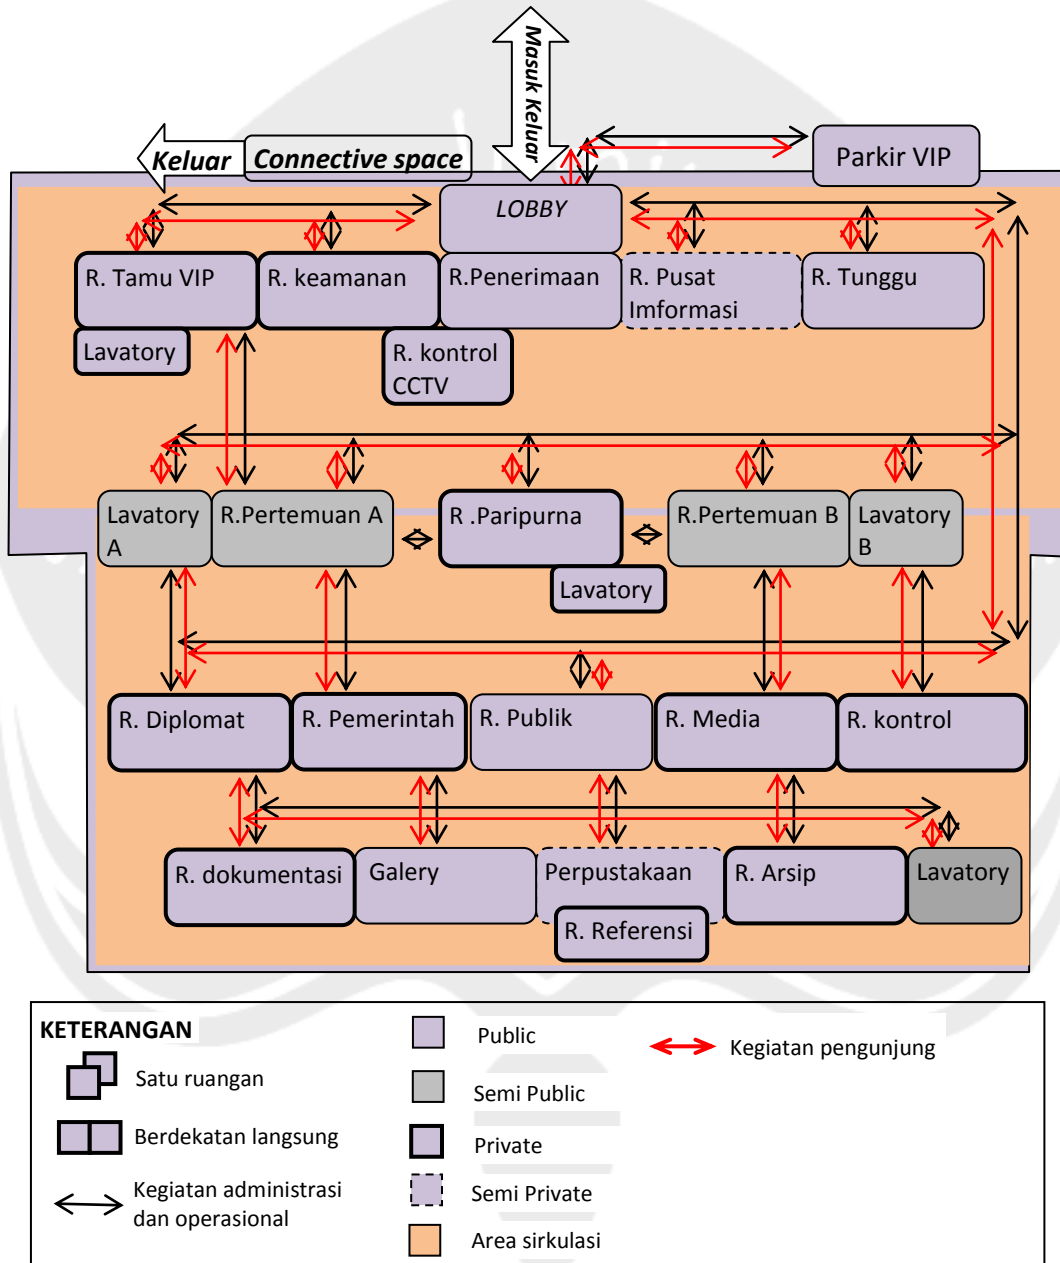 Masuk Keluar
Keluar
Connective space
Parkir VIP
LOBBY
R. Tamu VIP
R. keamanan
R.Penerimaan
R. Pusat
Imformasi
R. Tunggu
Lavatory
R. kontrol
CCTV
Lavatory
A
R.Pertemuan A
R .Paripurna
R.Pertemuan B
Lavatory
B
Lavatory
R. Diplomat
R. Pemerintah
R. Publik
R. Media
R. kontrol
R. dokumentasi
Galery
Perpustakaan
R. Arsip
Lavatory
R. Referensi
KETERANGAN
Satu ruangan
Berdekatan langsung
Kegiatan administrasi
dan operasional
Public
Semi Public
Private
Semi Private
Area sirkulasi
Kegiatan pengunjung